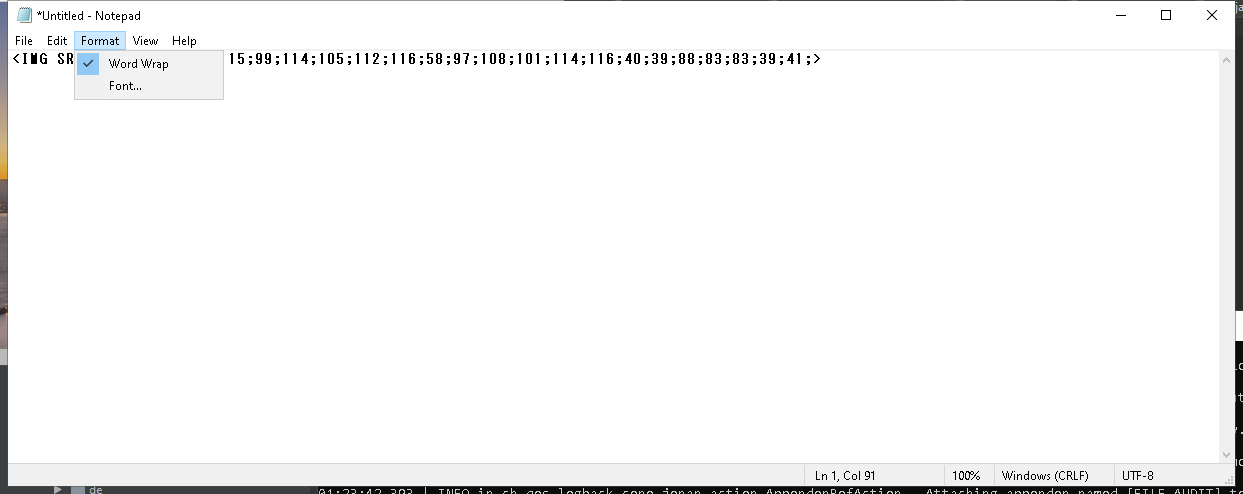 *Untitled - Notepad
File Edit Format View Help
<IMG SR 15;99;114;105;112;116;58;97;108;101;114;116;40;39;88;83;83;39;41;>
Word Wrap
Font...
Ln 1, Col 91 100% Windows (CRLF) UTF-8
de
01:23:42,393 | INFO in ch.qos.logback.core.joran.action.AppenderRefAction - Attaching appender named [FILE_AUDIT] t